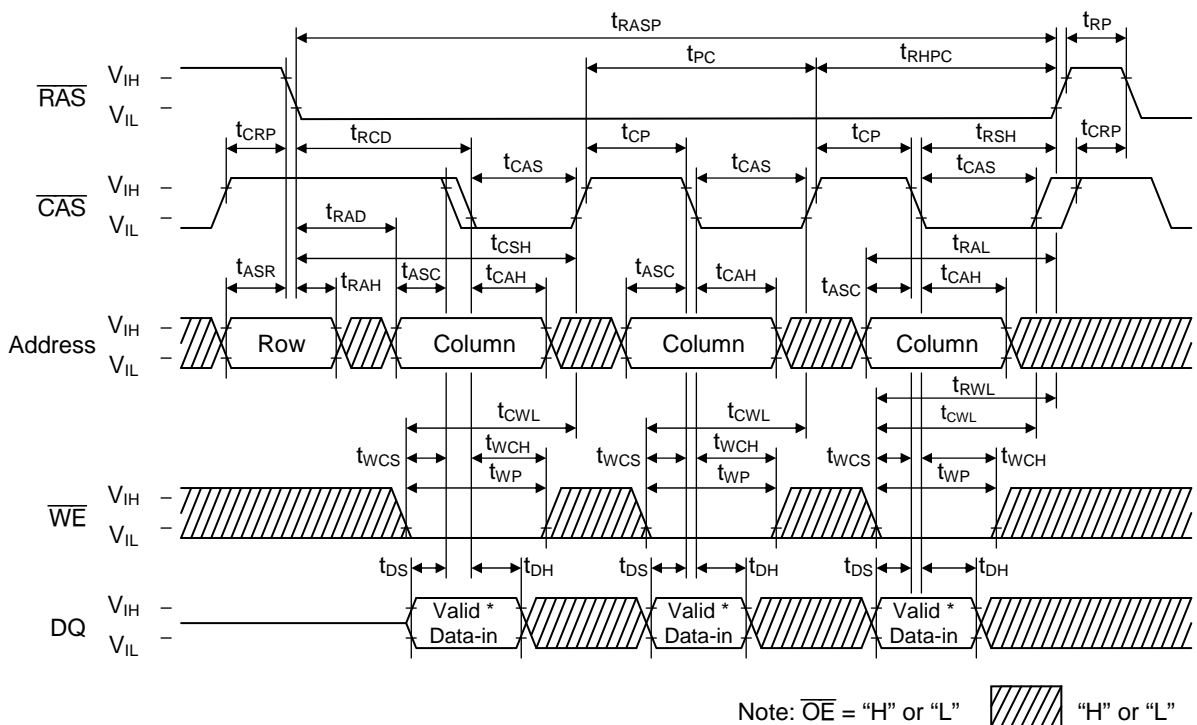 tRASP
tRP
tPC
tRHPC
RAS
VIH
VIL
tCRP
tRCD
tCP
tCP
tRSH
tCRP
tCAS
tCAS
tCAS
CAS
VIH
VIL
tRAD
tCSH
tRAL
tASR
tRAH
tASC
tCAH
tASC
tCAH
tASC
tCAH
Address
VIH
VIL
Row
Column
Column
Column
tRWL
tCWL
tCWL
tCWL
tWCS
tWCH
tWCS
tWCH
tWCS
tWCH
tWP
tWP
tWP
WE
VIH
VIL
tDS
tDH
tDS
tDH
tDS
tDH
DQ
VIH
VIL
Valid *
Data-in
Valid *
Data-in
Valid *
Data-in
Note: OE = “H” or “L”
“H” or “L”